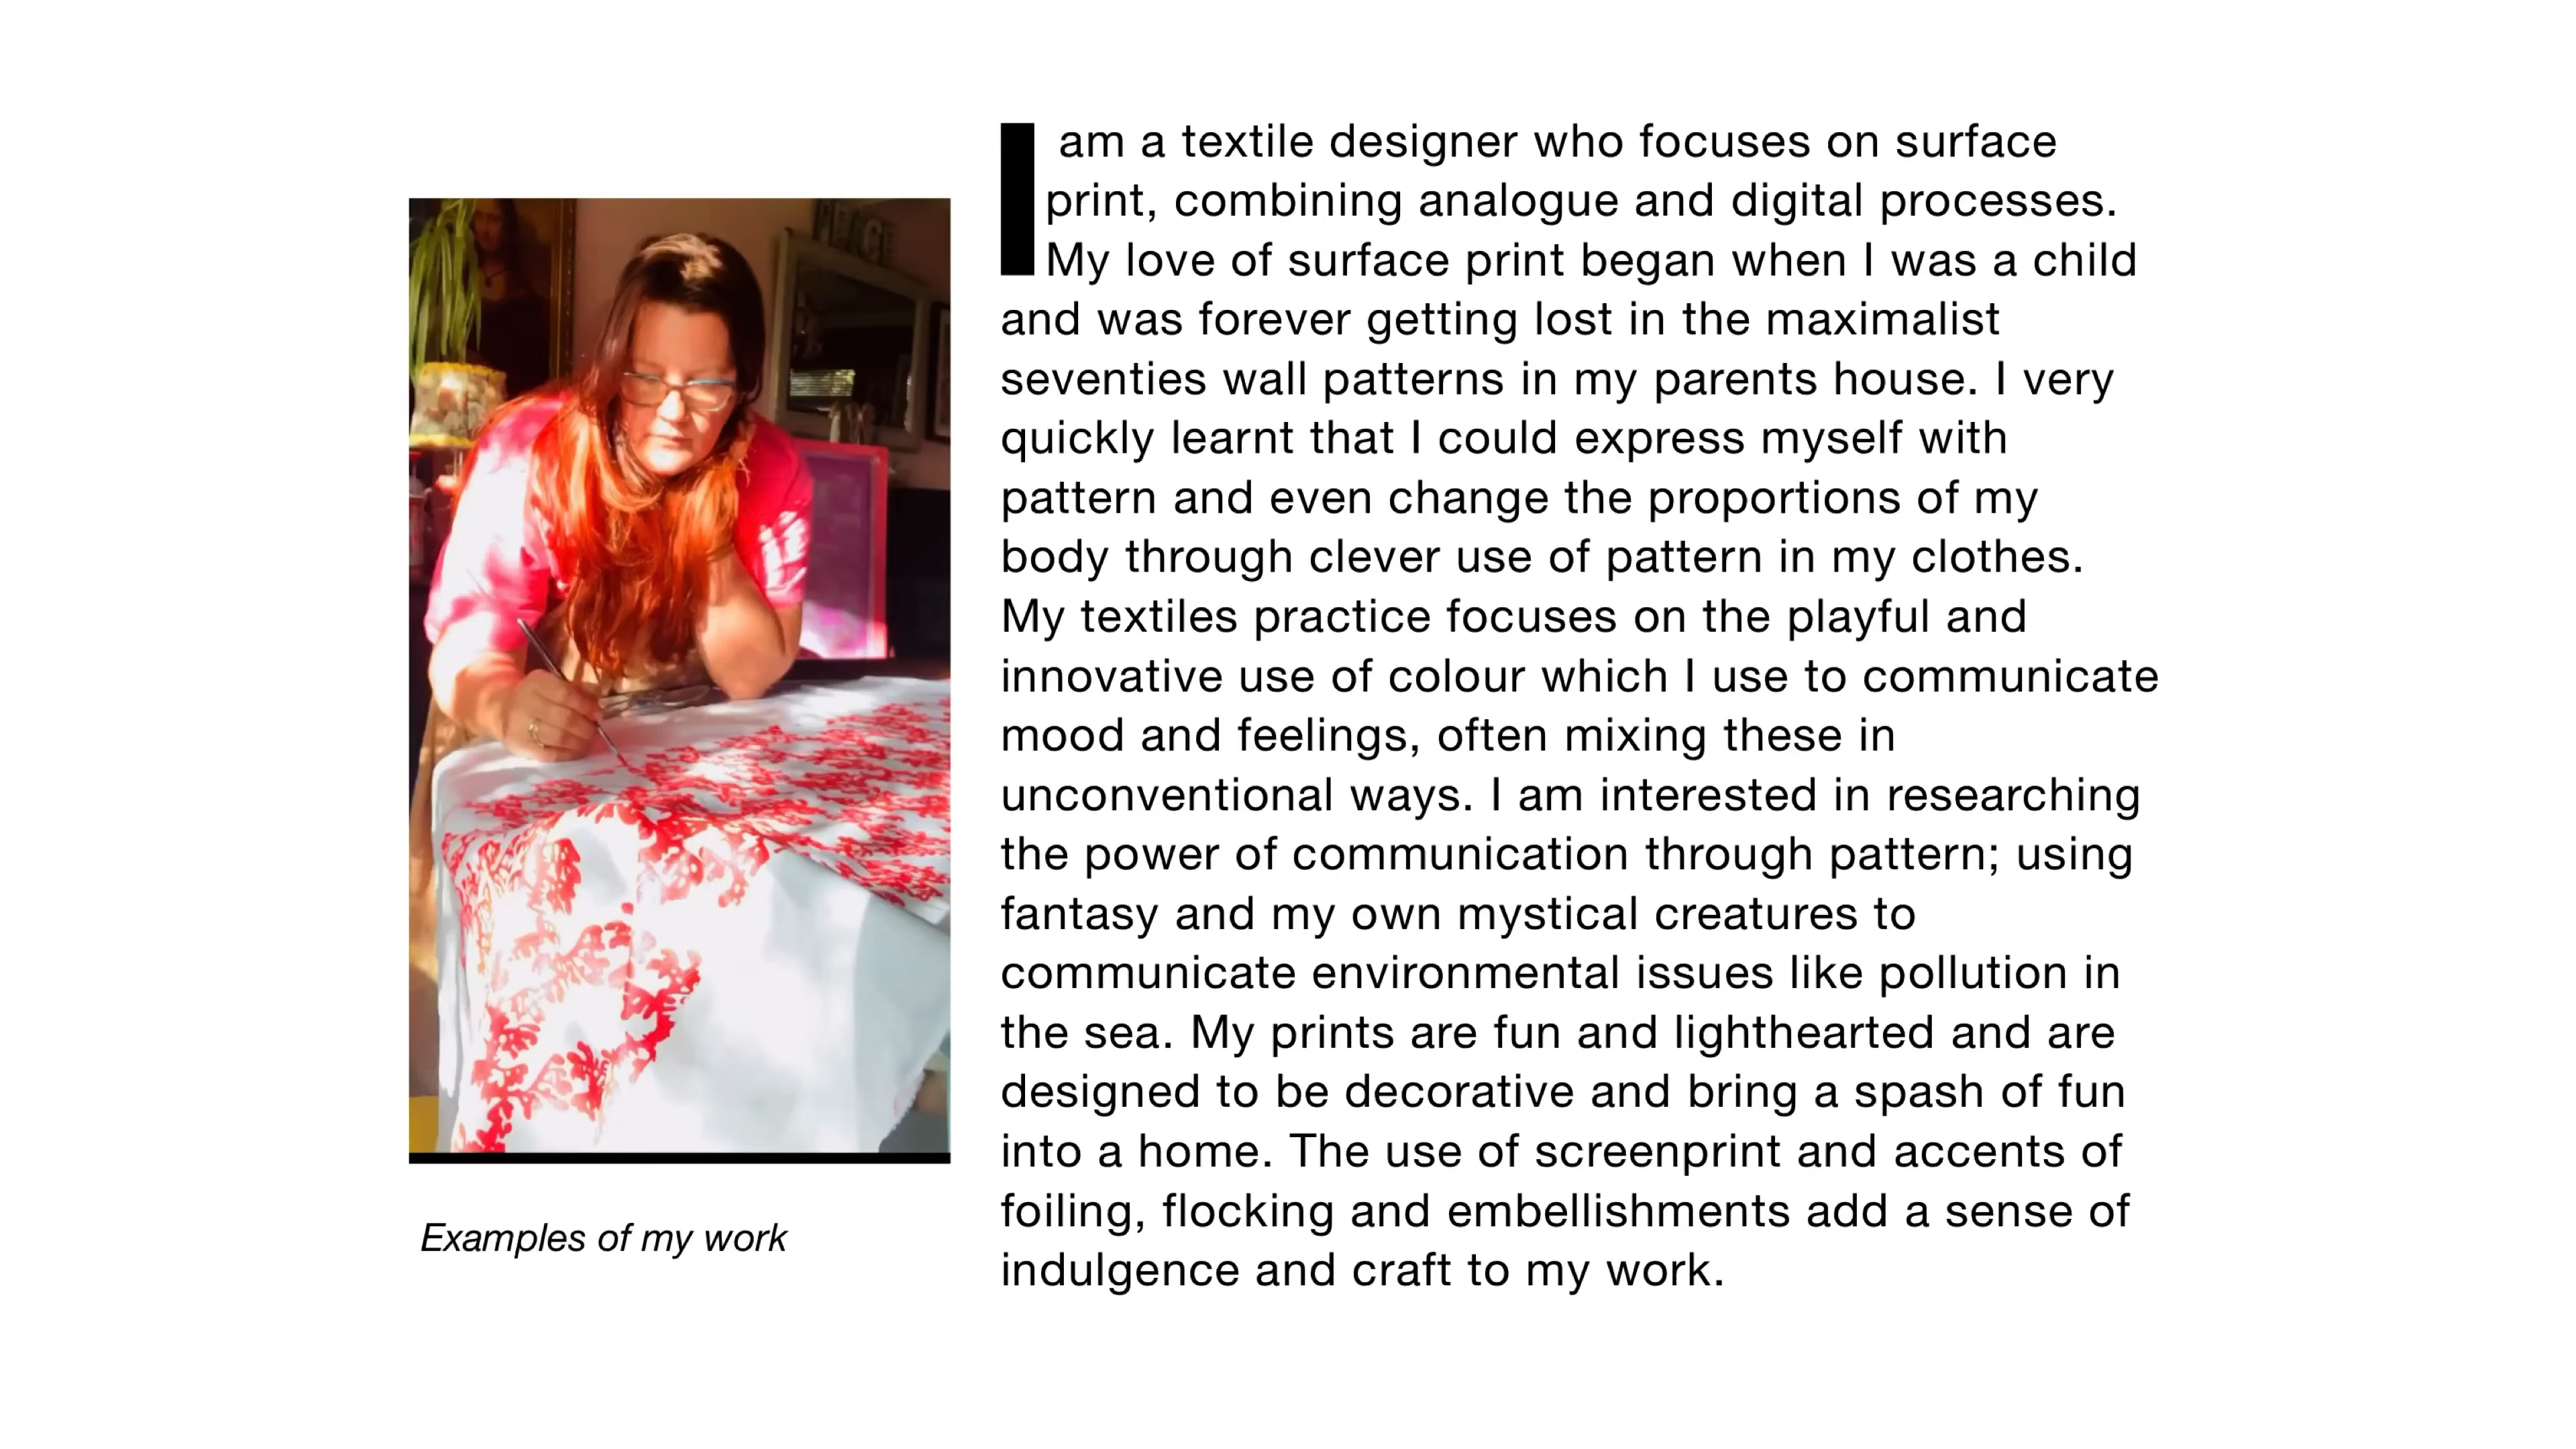 I am a textile designer who focuses on surface
print, combining analogue and digital processes.
My love of surface print began when I was a child
and was forever getting lost in the maximalist
seventies wall patterns in my parents house. I very
quickly learnt that I could express myself with
pattern and even change the proportions of my
body through clever use of pattern in my clothes.
My textiles practice focuses on the playful and
innovative use of colour which I use to communicate
mood and feelings, often mixing these in
unconventional ways. I am interested in researching
the power of communication through pattern; using
fantasy and my own mystical creatures to
communicate environmental issues like pollution in
the sea. My prints are fun and lighthearted and are
designed to be decorative and bring a spash of fun
into a home. The use of screenprint and accents of
foiling, flocking and embellishments add a sense of
indulgence and craft to my work.
Examples of my work